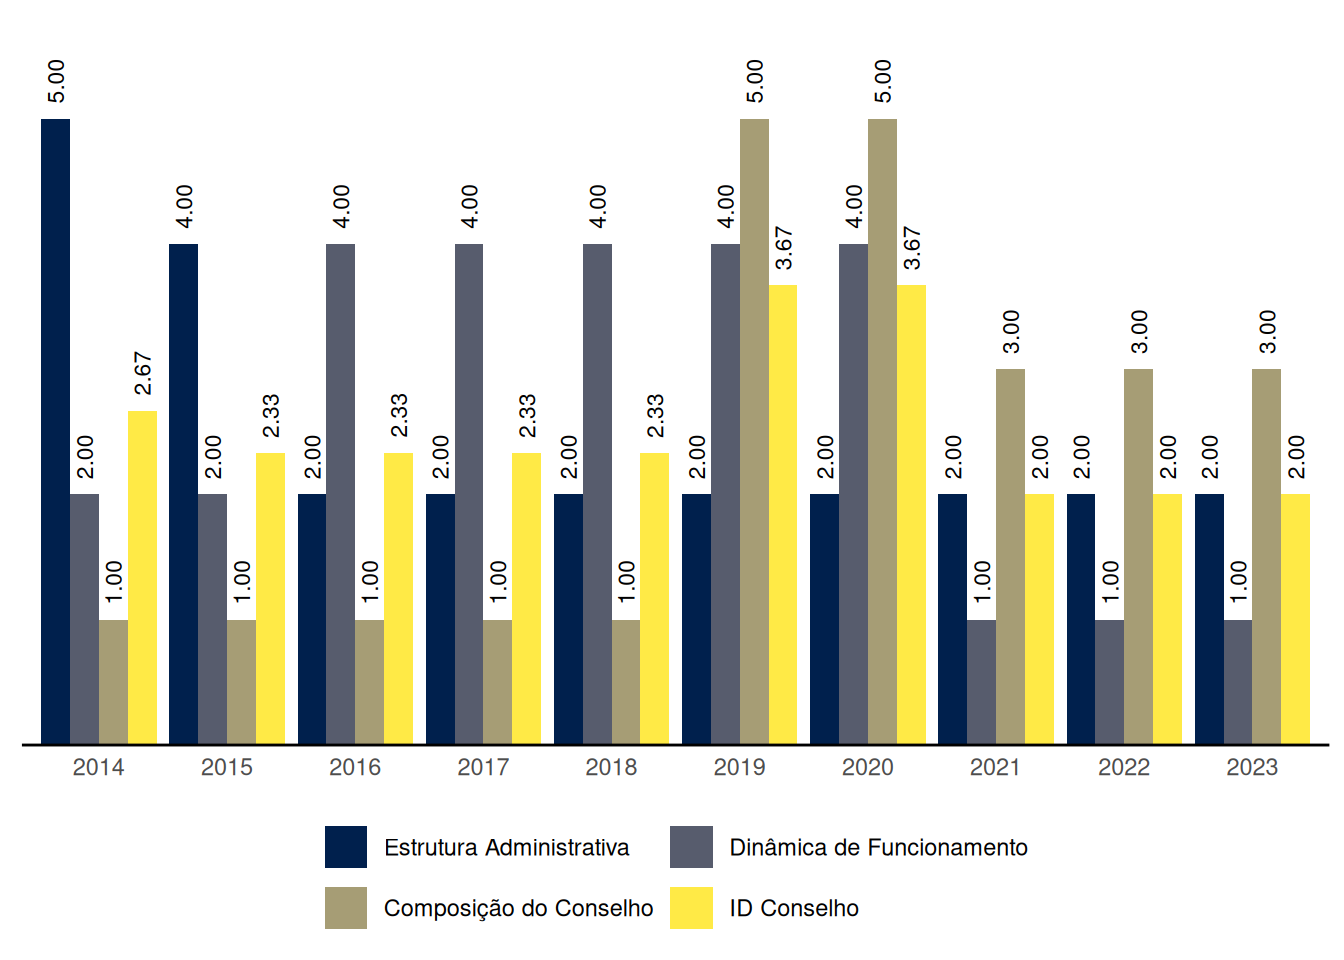 5.00 2.00 1.00 2.67 4.00 2.00 1.00 2.33 2.00 4.00 1.00 2.33 2.00 4.00 1.00 2.33 2.00 4.00 1.00 2.33 2.00 4.00 5.00 3.67 2.00 4.00 5.00 3.67 2.00 1.00 3.00 2.00 2.00 1.00 3.00 2.00 2.00 1.00 3.00 2.00
2014 2015 2016 2017 2018 2019 2020 2021 2022 2023
Estrutura Administrativa Dinâmica de Funcionamento
Composição do Conselho ID Conselho